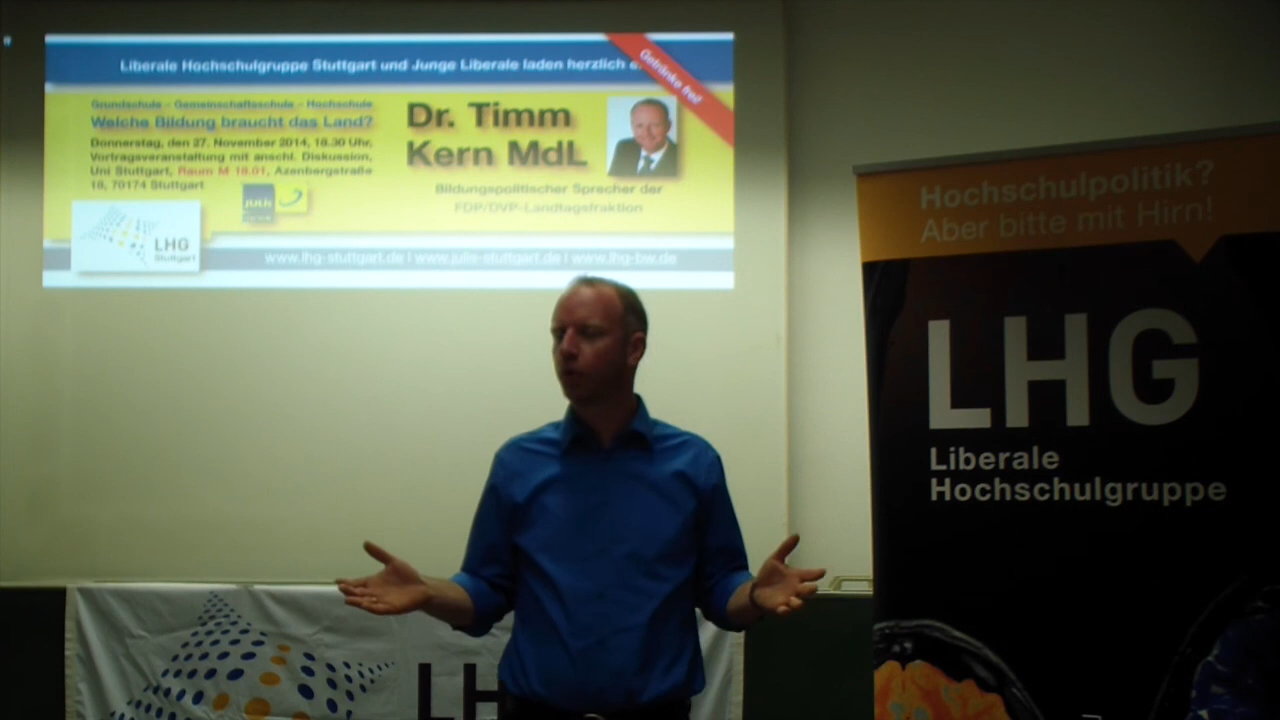 Liberale Hochschulgruppe Stuttgart und Junge Liberale laden herzlich
Getränke frei!
Grundschule - Gemeinschaftsschule - Hochschule
Welche Bildung braucht das Land?
Donnerstag, den 27. November 2014, 18.30 Uhr,
Vortragsveranstaltung mit anschl. Diskussion,
Uni Stuttgart, Raum M 18.01, Azenbergstraße
18, 70174 Stuttgart
Dr. Timm
Kern MdL
Bildungspolitischer Sprecher der
FDP/DVP-Landtagsfraktion
JULIS
LHG
Stuttgart
www.lhg-stuttgart.de I www.julis-stuttgart.de I www.lhg-bw.de
Hochschulpolitik?
Aber bitte mit Hirn!
LHG
Liberale
Hochschulgruppe
LH